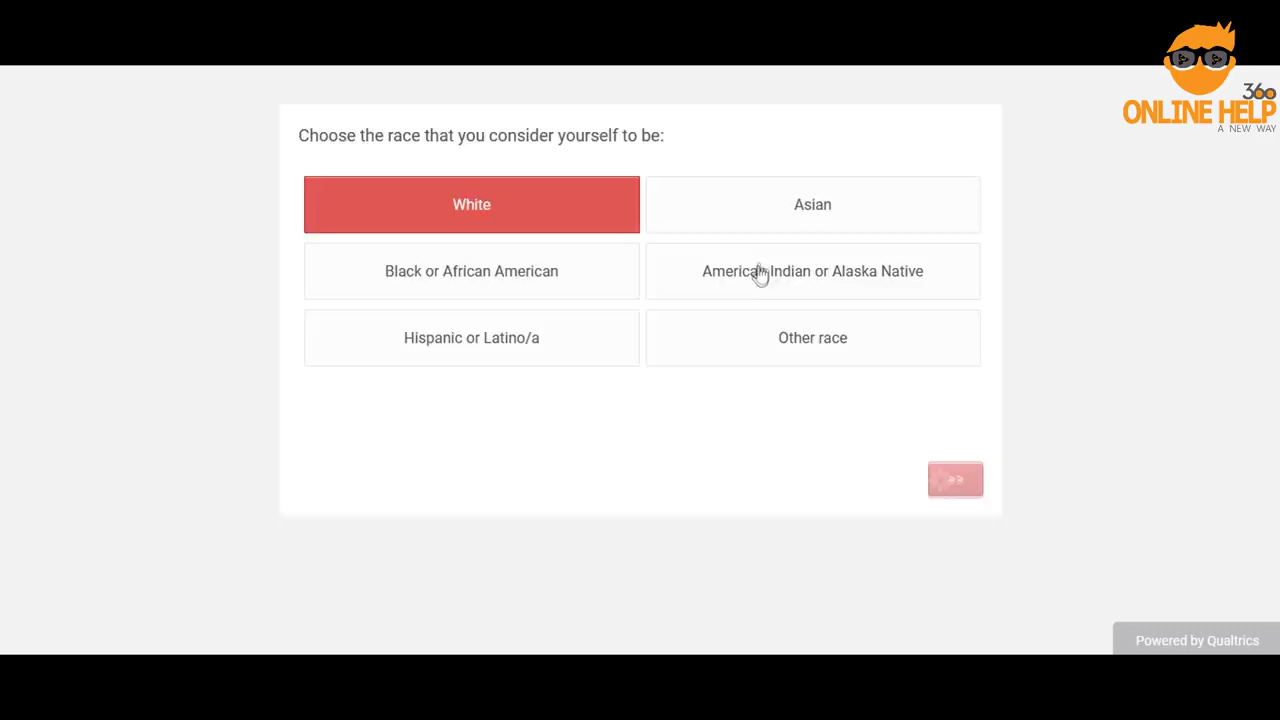 360
ONLINE HELP
A NEW WAY
Choose the race that you consider yourself to be:
White
Asian
Black or African American
American Indian or Alaska Native
Hispanic or Latino/a
Other race
>>
Powered by Qualtrics